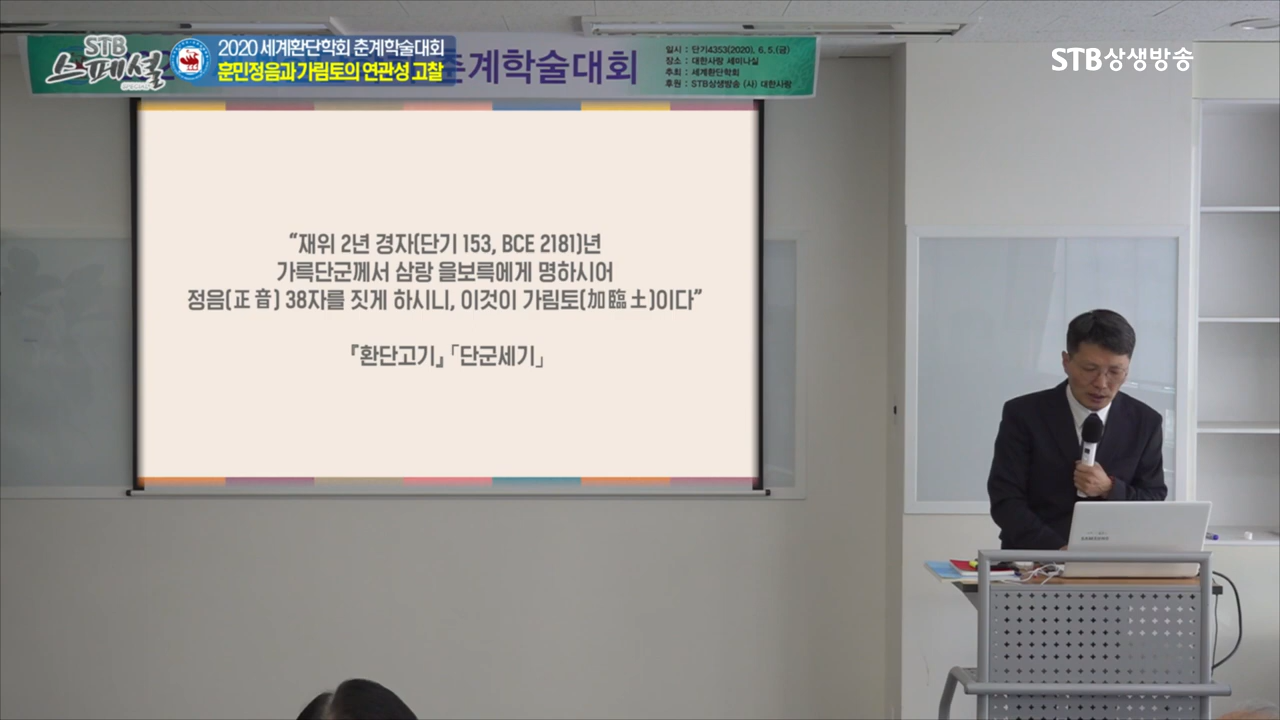 STB
스페셜
SPECIAL
2020 세계환단학회 춘계학술대회
훈민정음과 가림토의 연관성 고찰
춘계학술대회
일시 : 단기4353(2020). 6. 5.(금)
장소 : 대한사랑 세미나실
주최 : 세계환단학회
후원 : STB상생방송 (사) 대한사랑
STB상생방송
“재위 2년 경자(단기 153, BCE 2181)년
가륵단군께서 삼랑 을보륵에게 명하시어
정음(正音) 38자를 짓게 하시니, 이것이 가림토(加臨土)이다”
『환단고기』 「단군세기」
SAMSUNG